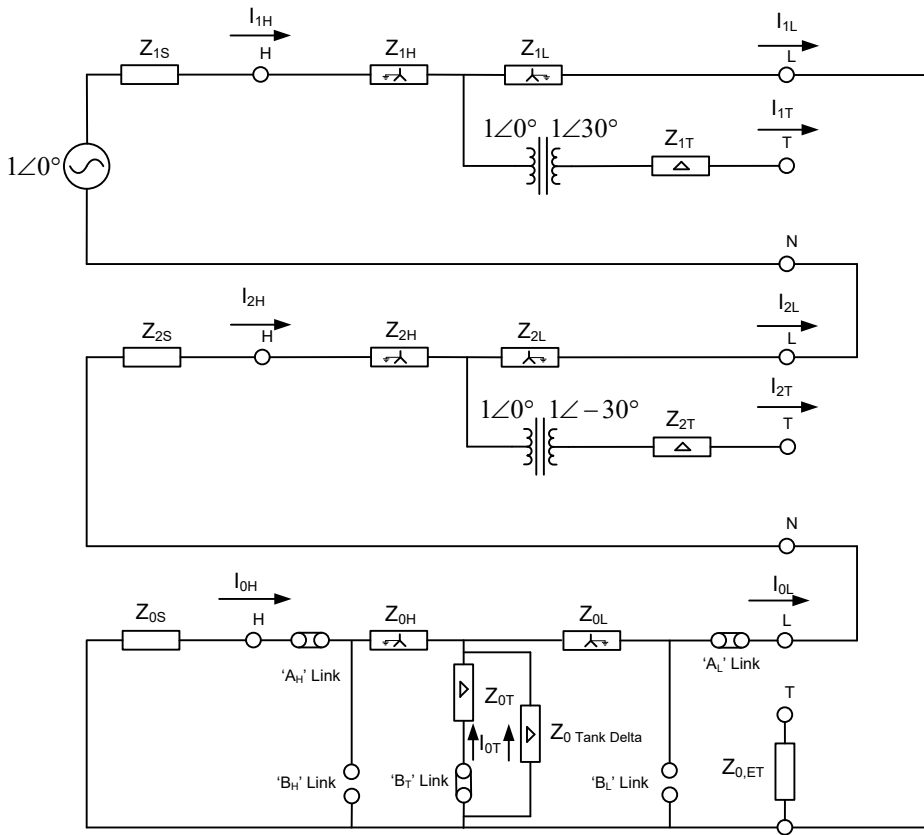 I1H
I1L
Z1S
H
Z1H
Z1L
L
I1T
1∠0° 1∠30°
Z1T
T
1∠0°
N
I2H
I2L
Z2S
H
Z2H
Z2L
L
I2T
1∠0° 1∠−30°
Z2T
T
N
I0H
I0L
Z0S
H
Z0H
Z0L
L
'AH' Link
'AL' Link
Z0T
T
I0T
Z0 Tank Delta
Z0,ET
'BH' Link
'BT' Link
'BL' Link